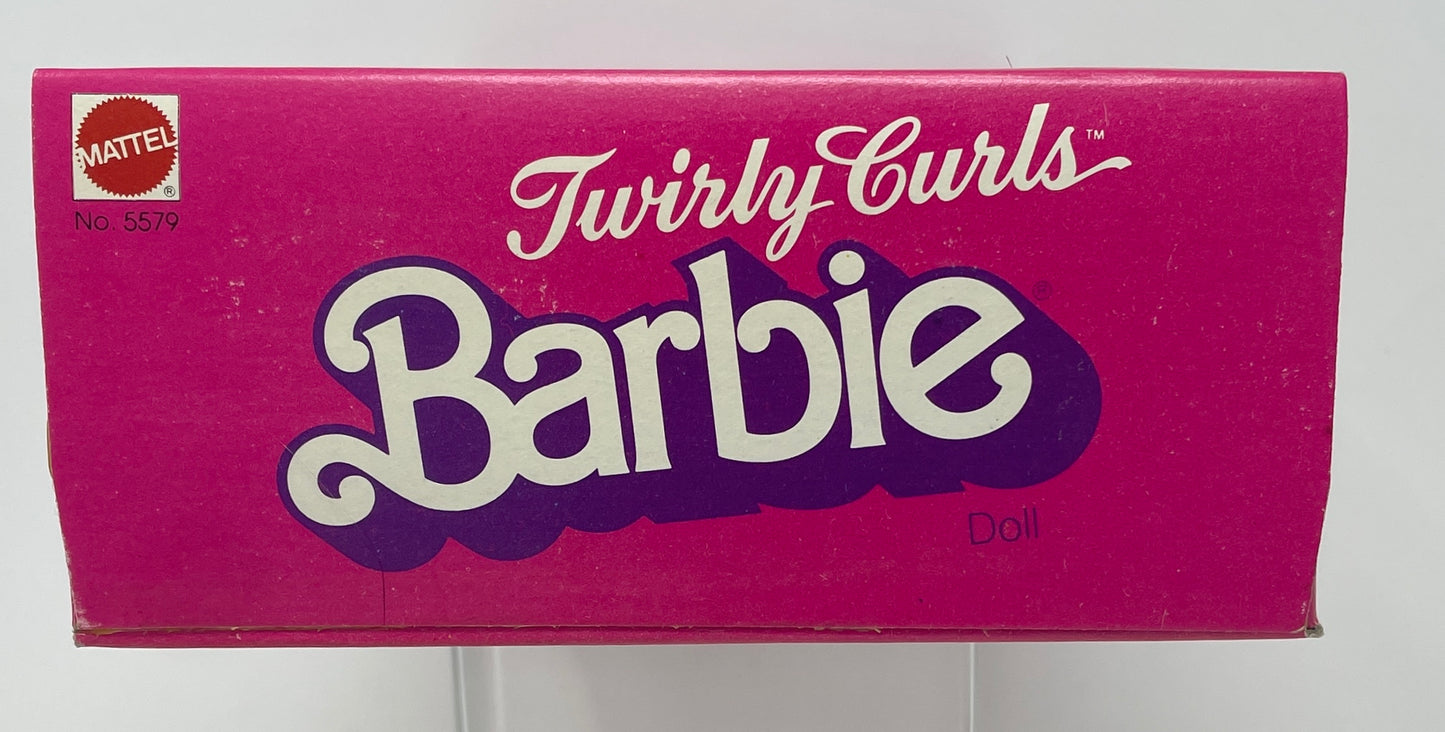 MATTEL
®
No. 5579
Twirly Curls™
Barbie®
Doll